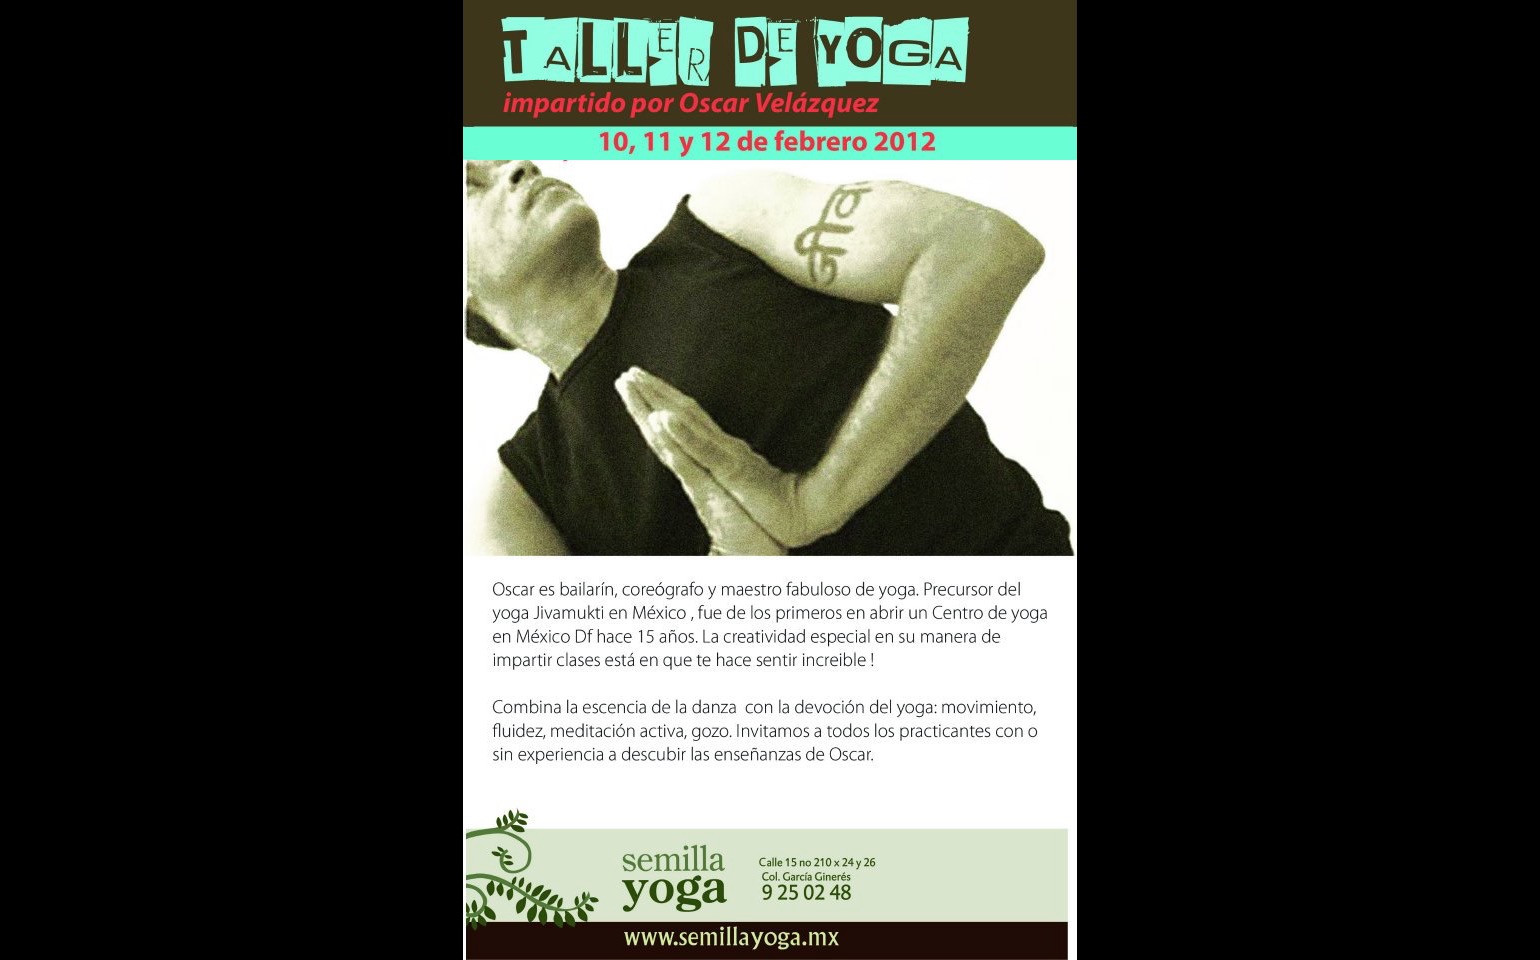 TALLER DE YOGA
impartido por Oscar Velázquez
10, 11 y 12 de febrero 2012
Oscar es bailarín, coreógrafo y maestro fabuloso de yoga. Precursor del
yoga Jivamukti en México , fue de los primeros en abrir un Centro de yoga
en México Df hace 15 años. La creatividad especial en su manera de
impartir clases está en que te hace sentir increible !
Combina la escencia de la danza con la devoción del yoga: movimiento,
fluidez, meditación activa, gozo. Invitamos a todos los practicantes con o
sin experiencia a descubir las enseñanzas de Oscar.
semilla
yoga
Calle 15 no 210 x 24 y 26
Col. García Ginerés
9 25 02 48
www.semillayoga.mx